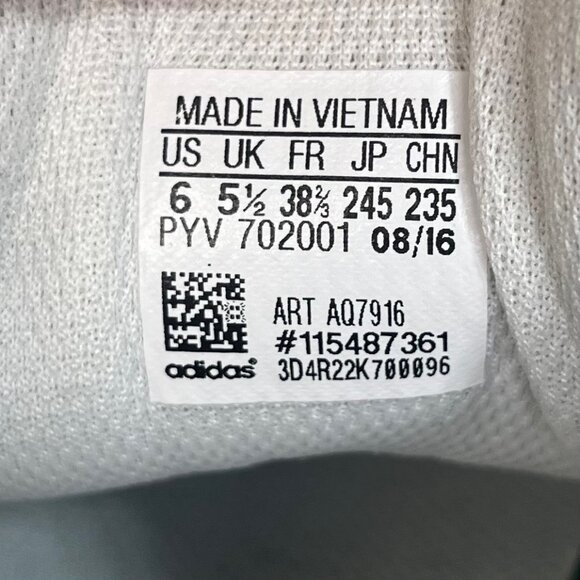 MADE IN VIETNAM
US UK FR JP CHN
6 5½ 38⅔ 245 235
PYV 702001 08/16
ART AQ7916
#115487361
adidas® 3D4R22K700096